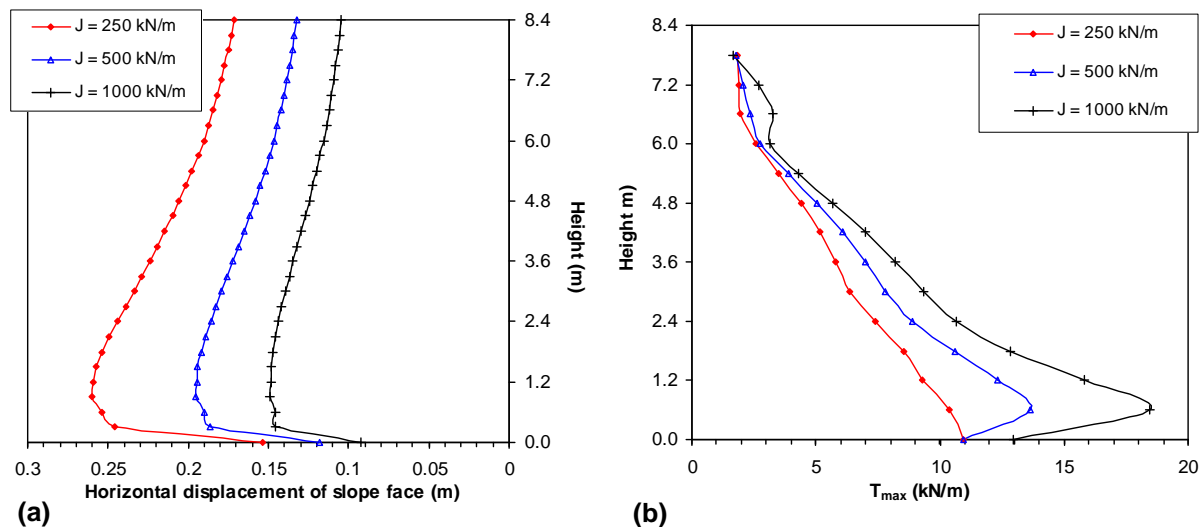 J = 250 kN/m
J = 500 kN/m
J = 1000 kN/m
8.4
7.2
6.0
4.8
3.6
2.4
1.2
0.0
Height (m)
0.3
0.25
0.2
0.15
0.1
0.05
0
Horizontal displacement of slope face (m)
(a)
J = 250 kN/m
J = 500 kN/m
J = 1000 kN/m
8.4
7.2
6.0
4.8
3.6
2.4
1.2
0.0
Height m)
0
5
10
15
20
Tmax (kN/m)
(b)